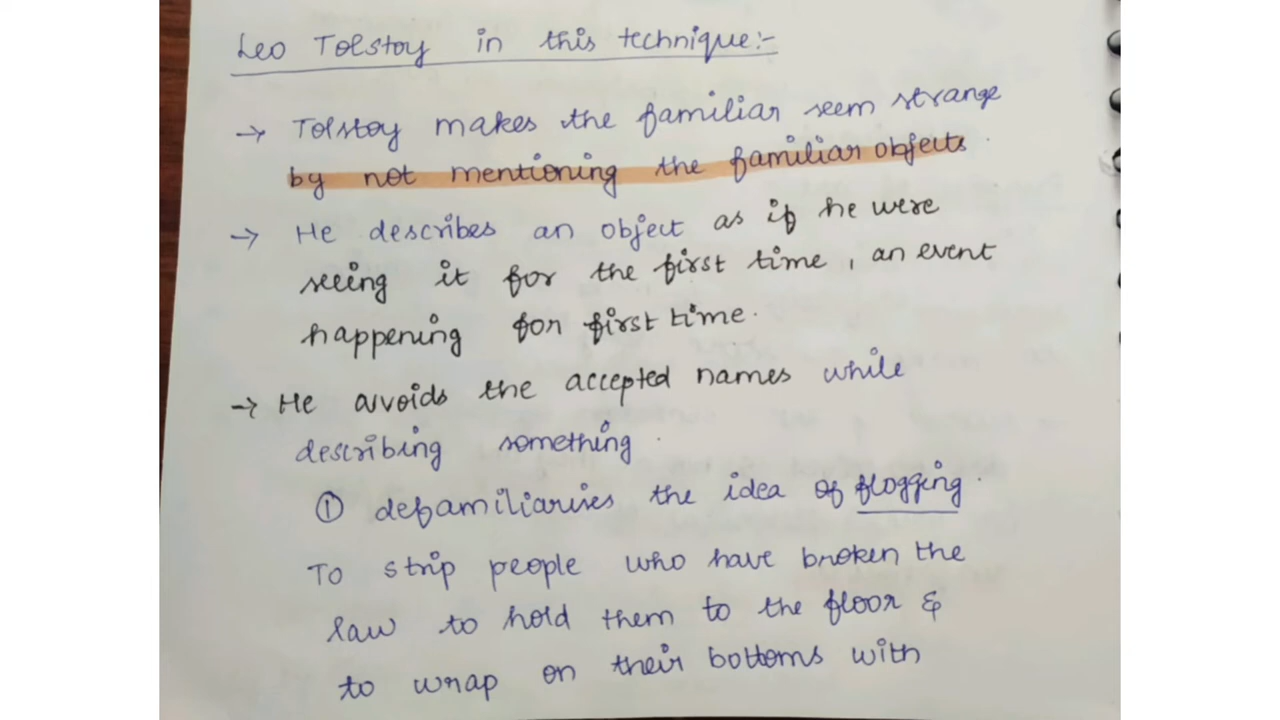 Leo Tolstoy in this technique:-
→ Tolstoy makes the familiar seem strange
by not mentioning the familiar objects.
→ He describes an object as if he were
seeing it for the first time, an event
happening for first time.
→ He avoids the accepted names while
describing something.
① defamiliarises the idea of flogging.
To strip people who have broken the
law to hold them to the floor &
to wrap on their bottoms with